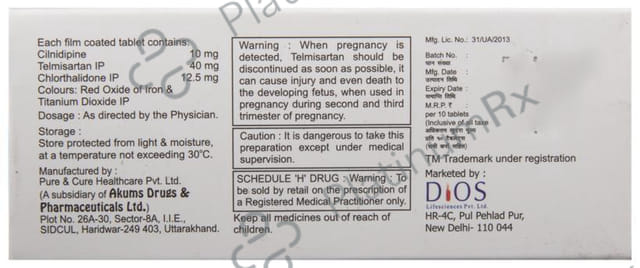 Each film coated tablet contains:
Cilnidipine 10 mg
Telmisartan IP 40 mg
Chlorthalidone IP 12.5 mg
Colours: Red Oxide of Iron &
Titanium Dioxide IP
Dosage : As directed by the Physician.
Storage :
Store protected from light & moisture,
at a temperature not exceeding 30°C.
Manufactured by :
Pure & Cure Healthcare Pvt. Ltd.
(A subsidiary of Akums Drugs &
Pharmaceuticals Ltd.)
Plot No. 26A-30, Sector-8A, I.I.E.,
SIDCUL, Haridwar-249 403, Uttarakhand.
Warning : When pregnancy is
detected, Telmisartan should be
discontinued as soon as possible, it
can cause injury and even death to
the developing fetus, when used in
pregnancy during second and third
trimester of pregnancy.
Caution : It is dangerous to take this
preparation except under medical
supervision.
SCHEDULE 'H' DRUG : Warning : To
be sold by retail on the prescription of
a Registered Medical Practitioner only.
Keep all medicines out of reach of
children.
Mfg. Lic. No.: 31/UA/2013
Batch No. :
Mfg. Date :
उत्पादन तिथि
Expiry Date :
समाप्ति तिथि
M.R.P. ₹
per 10 tablets
(Inclusive of all taxes
TM Trademark under registration
Marketed by :
DIOS
Lifesciences Pvt. Ltd.
HR-4C, Pul Pehlad Pur,
New Delhi- 110 044
PlatinumRx